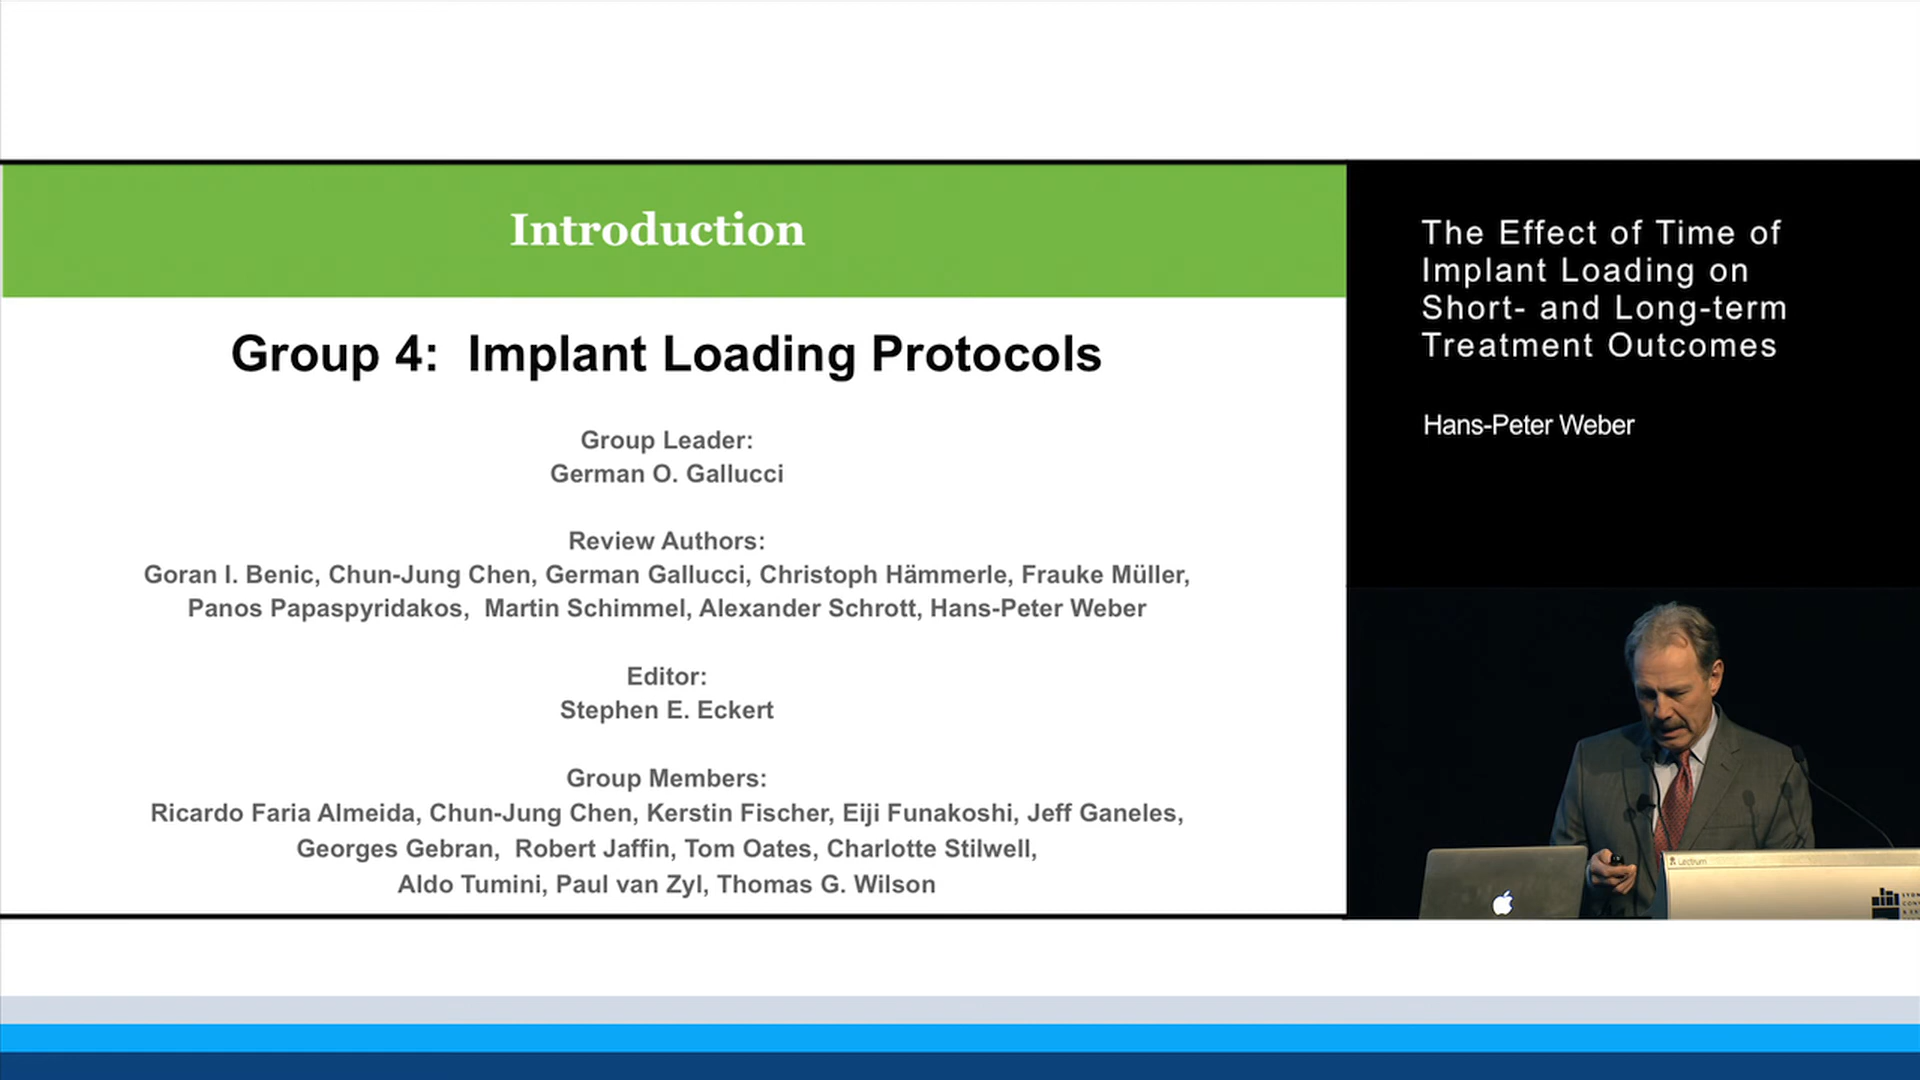 Introduction
Group 4:  Implant Loading Protocols
Group Leader:
German O. Gallucci
Review Authors:
Goran I. Benic, Chun-Jung Chen, German Gallucci, Christoph Hämmerle, Frauke Müller,
Panos Papaspyridakos,  Martin Schimmel, Alexander Schrott, Hans-Peter Weber
Editor:
Stephen E. Eckert
Group Members:
Ricardo Faria Almeida, Chun-Jung Chen, Kerstin Fischer, Eiji Funakoshi, Jeff Ganeles,
Georges Gebran,  Robert Jaffin, Tom Oates, Charlotte Stilwell,
Aldo Tumini, Paul van Zyl, Thomas G. Wilson
The Effect of Time of
Implant Loading on
Short- and Long-term
Treatment Outcomes
Hans-Peter Weber